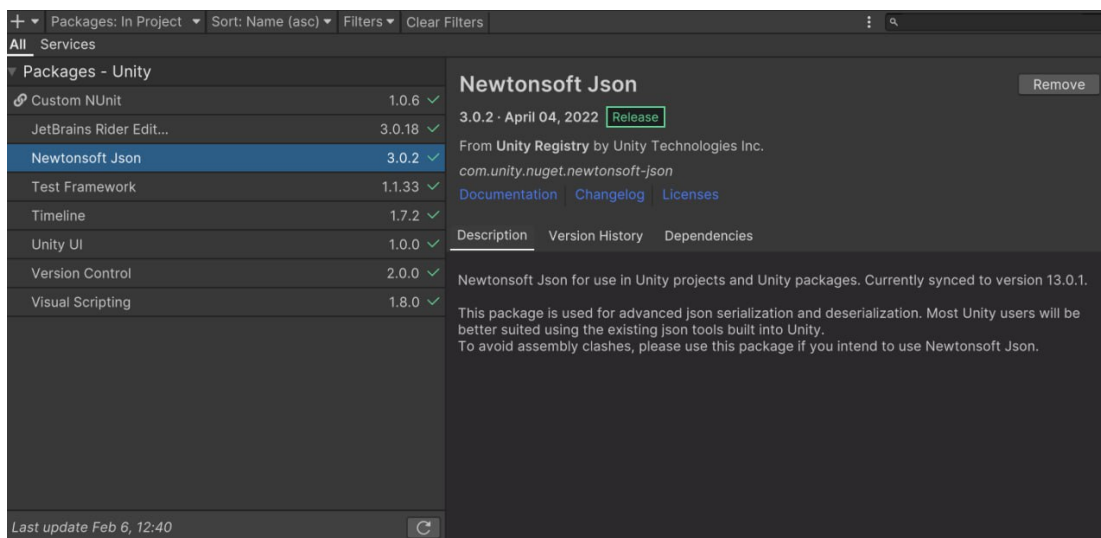 + Packages: In Project Sort: Name (asc) Filters Clear Filters
All Services
Packages - Unity
Custom NUnit 1.0.6
JetBrains Rider Edit... 3.0.18
Newtonsoft Json 3.0.2
Test Framework 1.1.33
Timeline 1.7.2
Unity UI 1.0.0
Version Control 2.0.0
Visual Scripting 1.8.0
Last update Feb 6, 12:40
Newtonsoft Json
Remove
3.0.2 · April 04, 2022 Release
From Unity Registry by Unity Technologies Inc.
com.unity.nuget.newtonsoft-json
Documentation Changelog Licenses
Description Version History Dependencies
Newtonsoft Json for use in Unity projects and Unity packages. Currently synced to version 13.0.1.
This package is used for advanced json serialization and deserialization. Most Unity users will be
better suited using the existing json tools built into Unity.
To avoid assembly clashes, please use this package if you intend to use Newtonsoft Json.